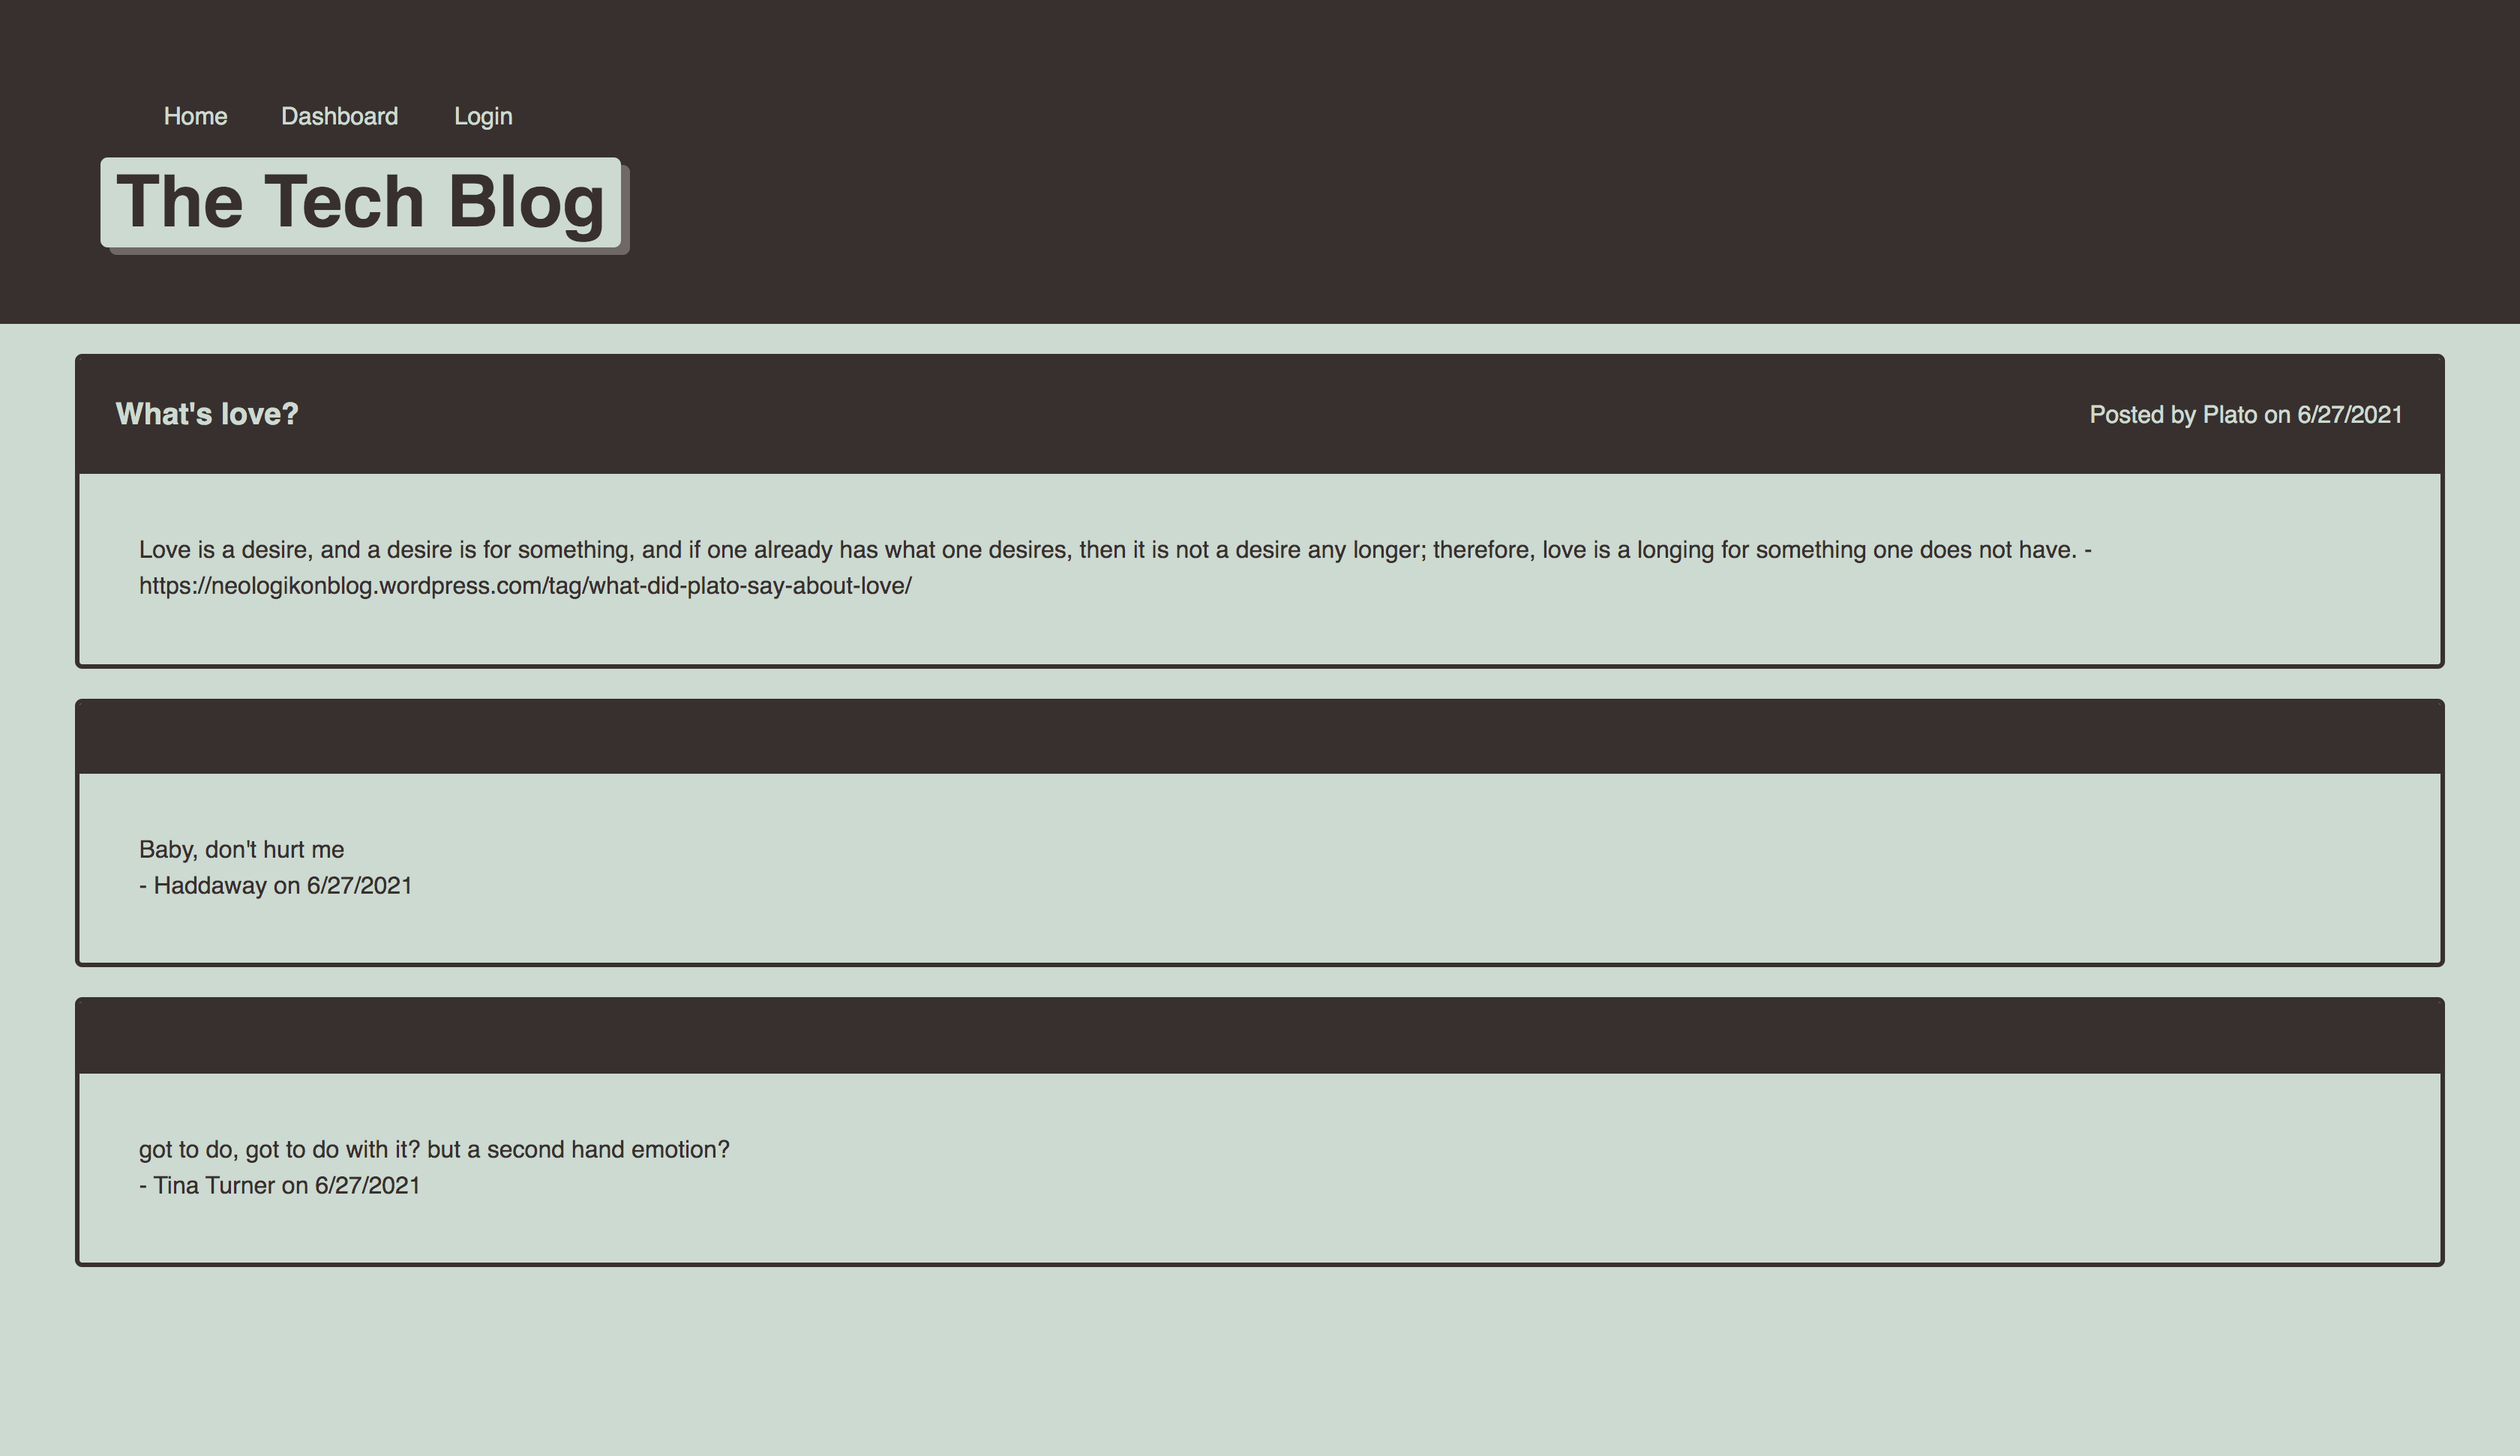 Home Dashboard Login
The Tech Blog
What's love? Posted by Plato on 6/27/2021
Love is a desire, and a desire is for something, and if one already has what one desires, then it is not a desire any longer; therefore, love is a longing for something one does not have. -
https://neologikonblog.wordpress.com/tag/what-did-plato-say-about-love/
Baby, don't hurt me
- Haddaway on 6/27/2021
got to do, got to do with it? but a second hand emotion?
- Tina Turner on 6/27/2021